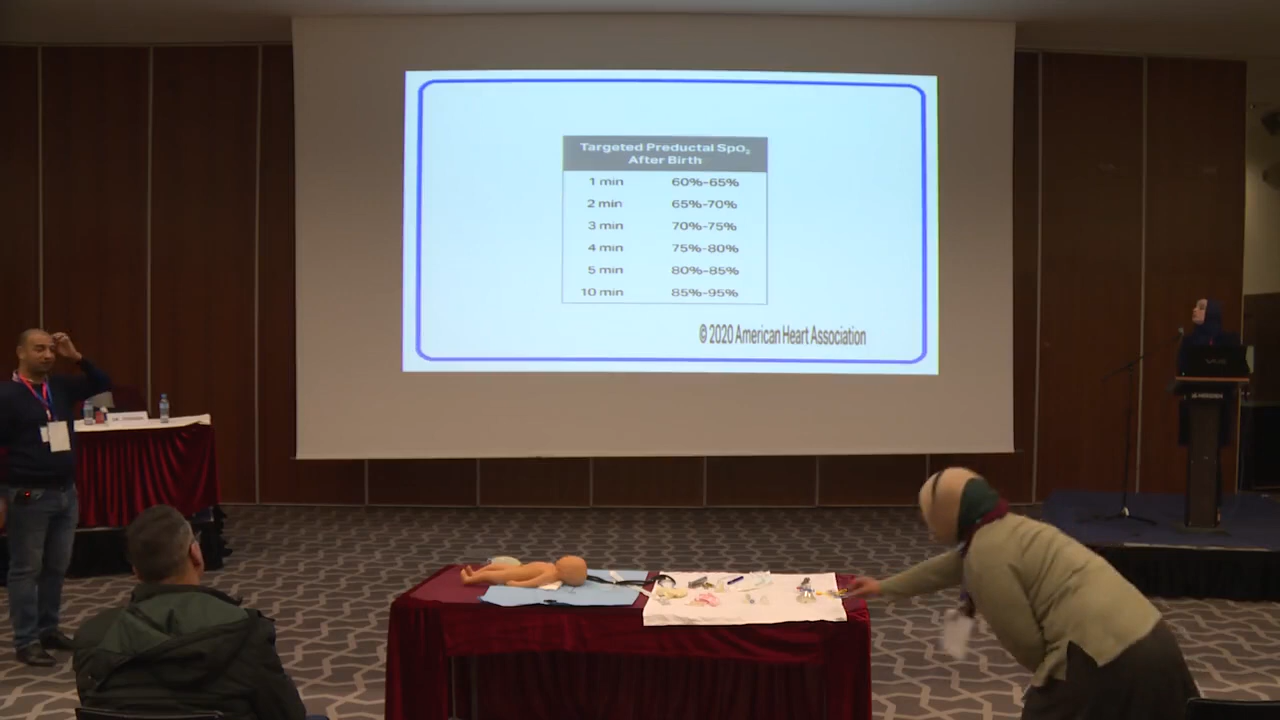 Targeted Preductal SpO₂
After Birth
1 min 60%-65%
2 min 65%-70%
3 min 70%-75%
4 min 75%-80%
5 min 80%-85%
10 min 85%-95%
© 2020 American Heart Association